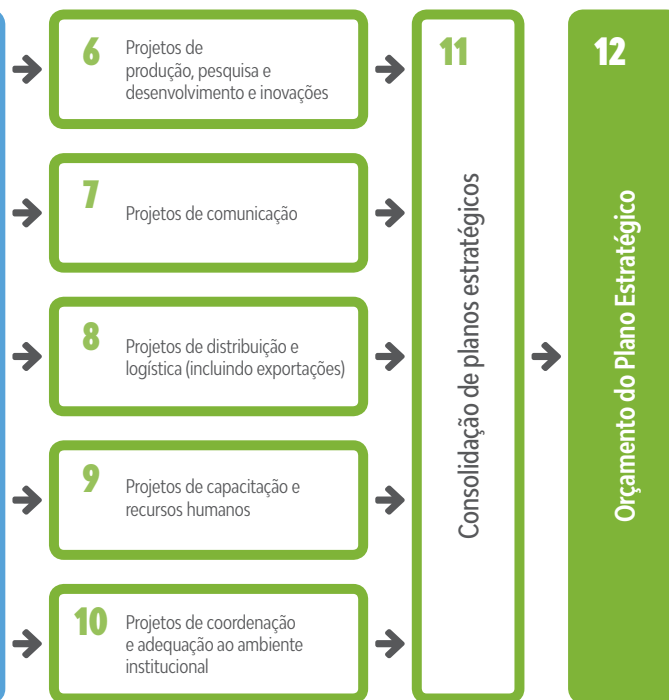 6
Projetos de
produção, pesquisa e
desenvolvimento e inovações
7
Projetos de comunicação
8
Projetos de distribuição e
logística (incluindo exportações)
9
Projetos de capacitação e
recursos humanos
10
Projetos de coordenação
e adequação ao ambiente
institucional
11
Consolidação de planos estratégicos
12
Orçamento do Plano Estratégico